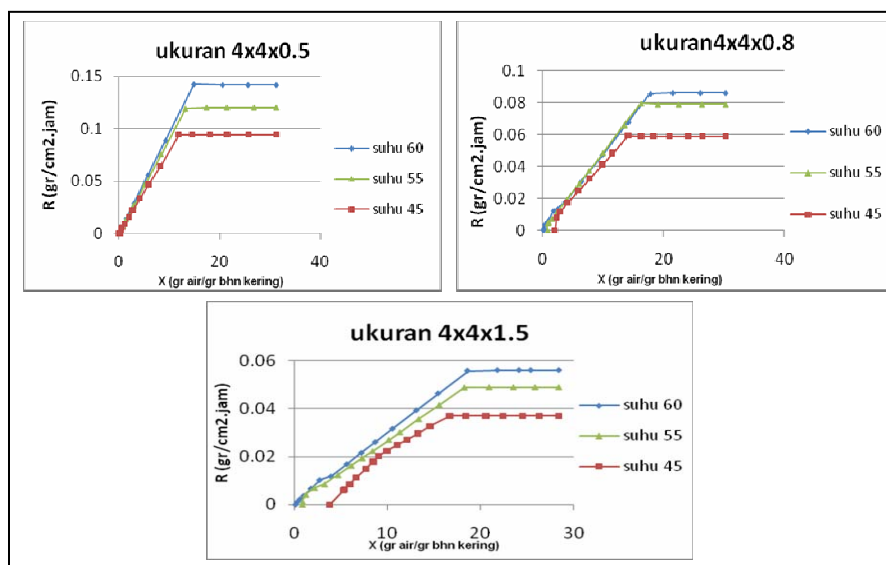 ukuran 4x4x0.5
R (gr/cm2.jam)
0.15
0.1
0.05
0
0
20
40
X (gr air/gr bhn kering)
suhu 60
suhu 55
suhu 45
ukuran4x4x0.8
R (gr/cm2.jam)
0.1
0.08
0.06
0.04
0.02
0
0
20
40
X (gr air/gr bhn kering)
suhu 60
suhu 55
suhu 45
ukuran 4x4x1.5
R (gr/cm2.jam)
0.06
0.04
0.02
0
0
10
20
30
X (gr air/gr bhn kering)
suhu 60
suhu 55
suhu 45